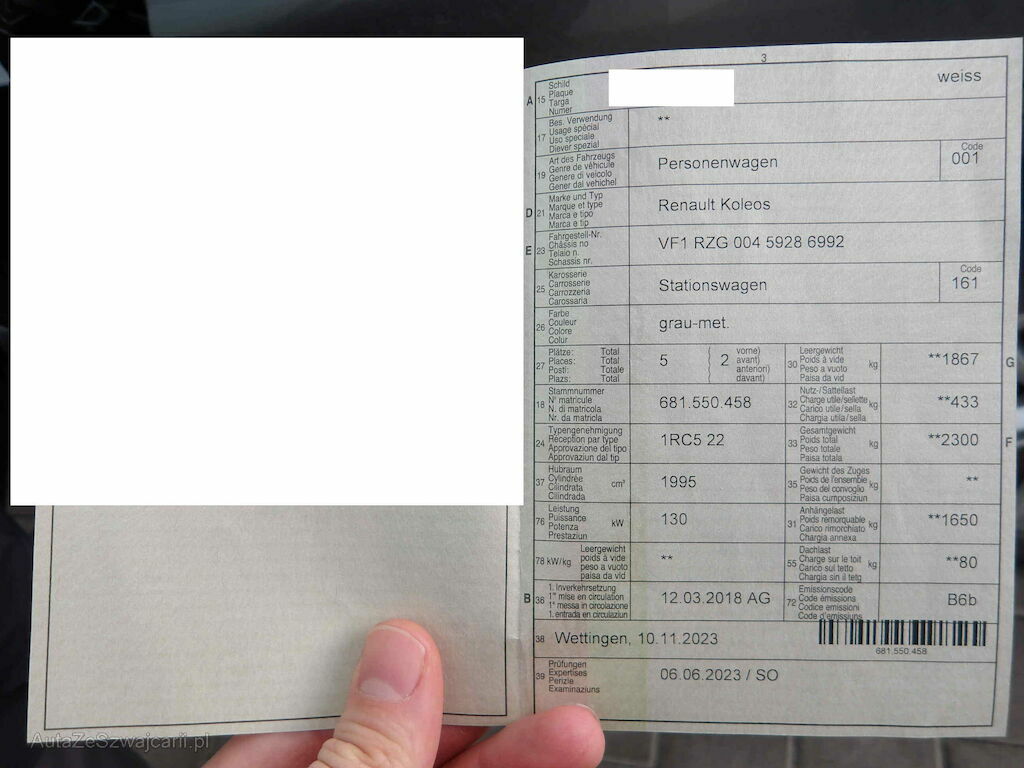 3
A 15 Schild
Plaque
Targa
Numer
weiss
17 Bes. Verwendung
Usage spécial
Uso speciale
Diever spezial
**
19 Art des Fahrzeugs
Genre de véhicule
Genere di veicolo
Gener dal vehichel
Personenwagen
Code
001
D 21 Marke und Typ
Marque et type
Marca e tipo
Marca e tip
Renault Koleos
E 23 Fahrgestell-Nr.
Châssis no
Telaio n.
Schassis nr.
VF1 RZG 004 5928 6992
25 Karosserie
Carrosserie
Carrozzeria
Carossaria
Stationswagen
Code
161
26 Farbe
Couleur
Colore
Colur
grau-met.
27 Plätze: Total
Places: Total
Posti: Totale
Plazs: Total
5 ( 2 vorne)
avant)
anteriori)
davant)
30 Leergewicht
Poids à vide
Peso a vuoto
Paisa da vid
kg
**1867
G
18 Stammnummer
N° matricule
N. di matricola
Nr. da matricla
681.550.458
32 Nutz-/Sattellast
Charge utile/sellette
Carico utile/sella
Chargia utila/sella
kg
**433
24 Typengenehmigung
Réception par type
Approvazione del tipo
Approvaziun dal tip
1RC5 22
33 Gesamtgewicht
Poids total
Peso totale
Paisa totala
kg
**2300
F
37 Hubraum
Cylindrée
Cilindrata
Cilindrada
cm³
1995
35 Gewicht des Zuges
Poids de l'ensemble
Peso del convoglio
Paisa cumposiziun
kg
**
76 Leistung
Puissance
Potenza
Prestaziun
kW
130
31 Anhängelast
Poids remorquable
Carico rimorchiato
Chargia annexa
kg
**1650
78 kW/kg Leergewicht
poids à vide
peso a vuoto
paisa da vid
**
55 Dachlast
Charge sur le toit
Carico sul tetto
Chargia sin il tetg
kg
**80
B 36 1. Inverkehrsetzung
1re mise en circulation
1a messa in circolazione
1. entrada en circulaziun
12.03.2018 AG
72 Emissionscode
Code émissions
Codice emissioni
Code d'emissiuns
B6b
38 Wettingen, 10.11.2023
681.550.458
39 Prüfungen
Expertises
Perizie
Examinaziuns
06.06.2023 / SO
AutaZeSzwajcarii.pl